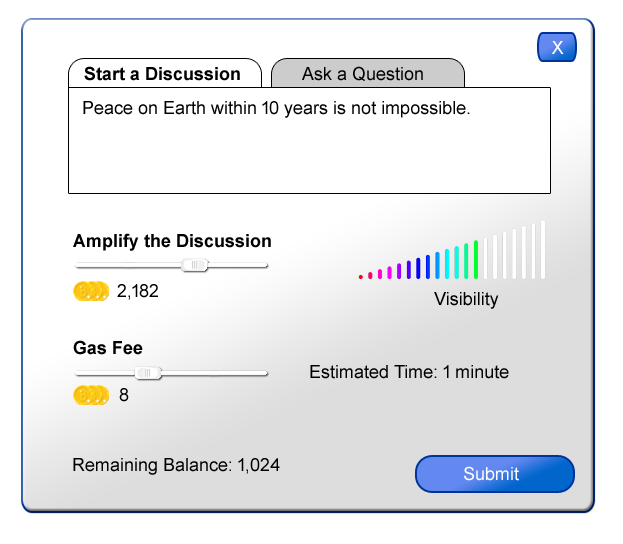 X
Start a Discussion
Ask a Question
Peace on Earth within 10 years is not impossible.
Amplify the Discussion
2,182
Visibility
Gas Fee
Estimated Time: 1 minute
8
Remaining Balance: 1,024
Submit